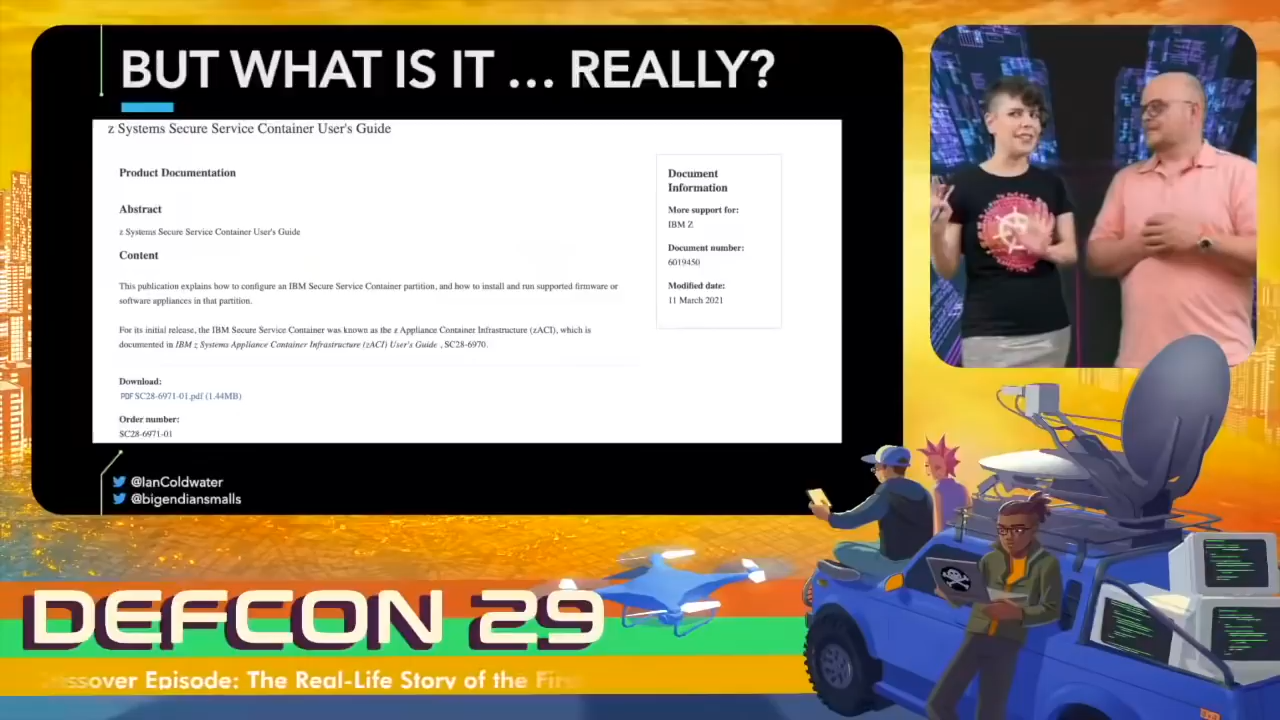 BUT WHAT IS IT ... REALLY?
z Systems Secure Service Container User's Guide
Product Documentation
Abstract
z Systems Secure Service Container User's Guide
Content
This publication explains how to configure an IBM Secure Service Container partition, and how to install and run supported firmware or
software appliances in that partition.
For its initial release, the IBM Secure Service Container was known as the z Appliance Container Infrastructure (zACI), which is
documented in IBM z Systems Appliance Container Infrastructure (zACI) User's Guide , SC28-6970.
Download:
PDF SC28-6971-01.pdf (1.44MB)
Order number:
SC28-6971-01
Document
Information
More support for:
IBM Z
Document number:
6019450
Modified date:
11 March 2021
@IanColdwater
@bigendiansmalls
DEFCON 29
Episode: The Real-Life Story of the